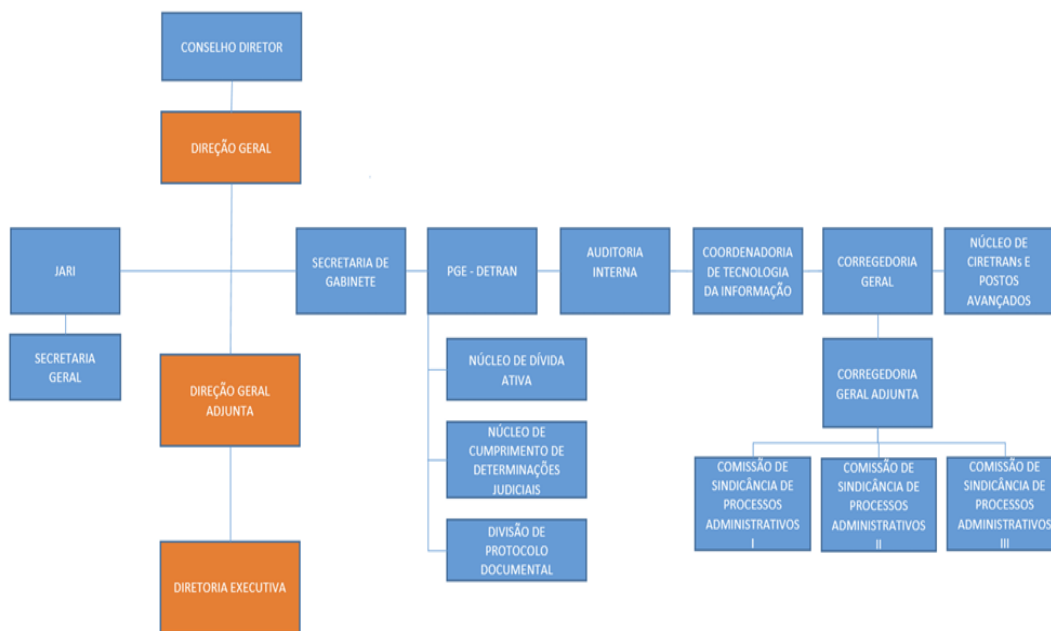 CONSELHO DIRETOR
DIREÇÃO GERAL
JARI
SECRETARIA DE
GABINETE
PGE - DETRAN
AUDITORIA
INTERNA
COORDENADORIA
DE TECNOLOGIA
DA INFORMAÇÃO
CORREGEDORIA
GERAL
NÚCLEO DE
CIRETRANs E
POSTOS
AVANÇADOS
SECRETARIA
GERAL
DIREÇÃO GERAL
ADJUNTA
NÚCLEO DE DÍVIDA
ATIVA
CORREGEDORIA
GERAL ADJUNTA
NÚCLEO DE
CUMPRIMENTO DE
DETERMINAÇÕES
JUDICIAIS
COMISSÃO DE
SINDICÂNCIA DE
PROCESSOS
ADMINISTRATIVOS
I
COMISSÃO DE
SINDICÂNCIA DE
PROCESSOS
ADMINISTRATIVOS
II
COMISSÃO DE
SINDICÂNCIA DE
PROCESSOS
ADMINISTRATIVOS
III
DIVISÃO DE
PROTOCOLO
DOCUMENTAL
DIRETORIA EXECUTIVA